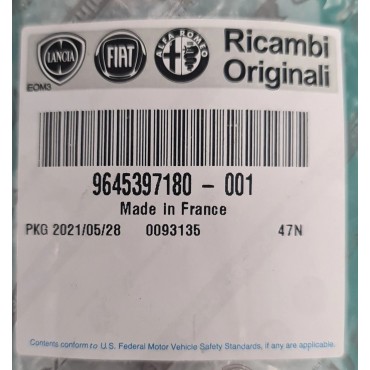 LANCIA FIAT ALFA ROMEO Ricambi
EOM3 Originali
9645397180 - 001
Made in France
PKG 2021/05/28 0093135 47N
Contents conform to U.S. Federal Motor Vehicle Safety Standards, if any are applicable.